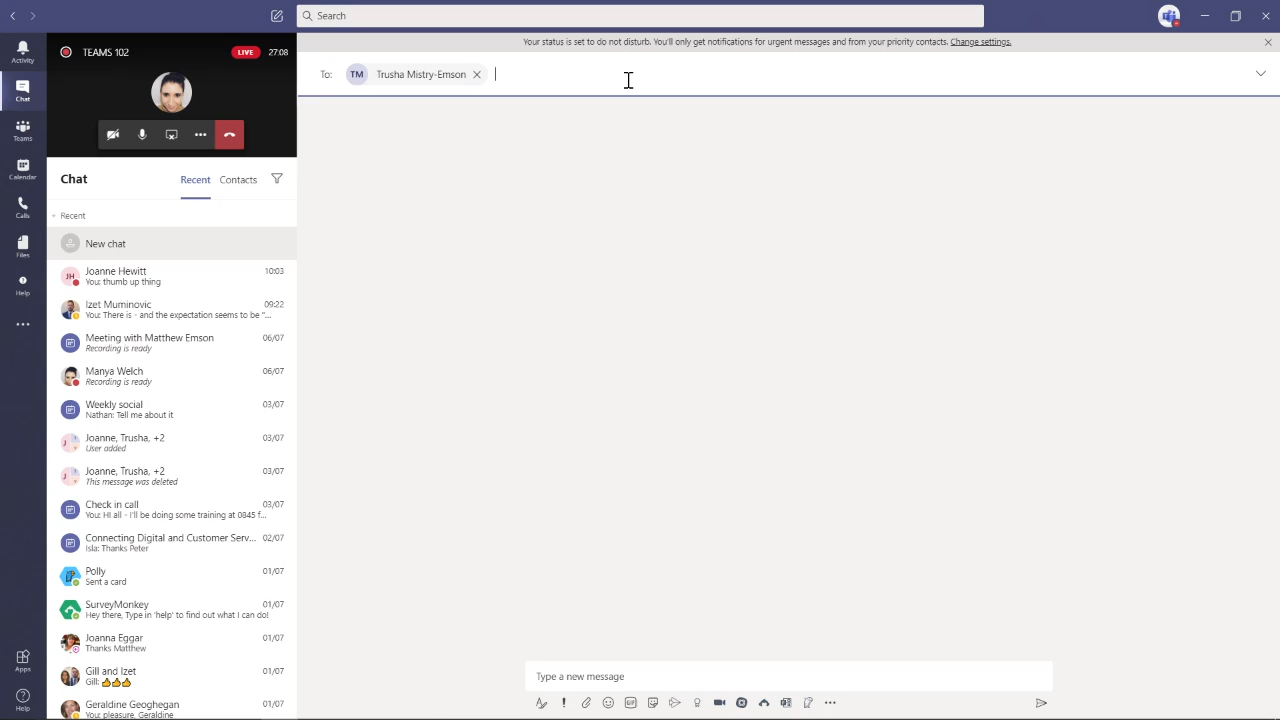 Search
TEAMS 102
LIVE
27:08
Activity
Chat
Teams
Calendar
Calls
Files
Help
Apps
Help
Your status is set to do not disturb. You'll only get notifications for urgent messages and from your priority contacts. Change settings.
To:
TM
Trusha Mistry-Emson
Chat
Recent
Contacts
Recent
New chat
JH
Joanne Hewitt
10:03
You: thumb up thing
Izet Muminovic
09:22
You: There is - and the expectation seems to be "...
Meeting with Matthew Emson
06/07
Recording is ready
Manya Welch
06/07
Recording is ready
Weekly social
03/07
Nathan: Tell me about it
J
Joanne, Trusha, +2
03/07
User added
J
Joanne, Trusha, +2
03/07
This message was deleted
Check in call
03/07
You: HI all - I'll be doing some training at 0845 f...
Connecting Digital and Customer Serv...
02/07
Isla: Thanks Peter
Polly
01/07
Sent a card
SurveyMonkey
01/07
Hey there, Type in 'help' to find out what I can do!
Joanna Eggar
01/07
Thanks Matthew
Gill and Izet
01/07
Gill: 👍👍👍
Geraldine Geoghegan
01/07
You: pleasure, Geraldine
Type a new message
GIF